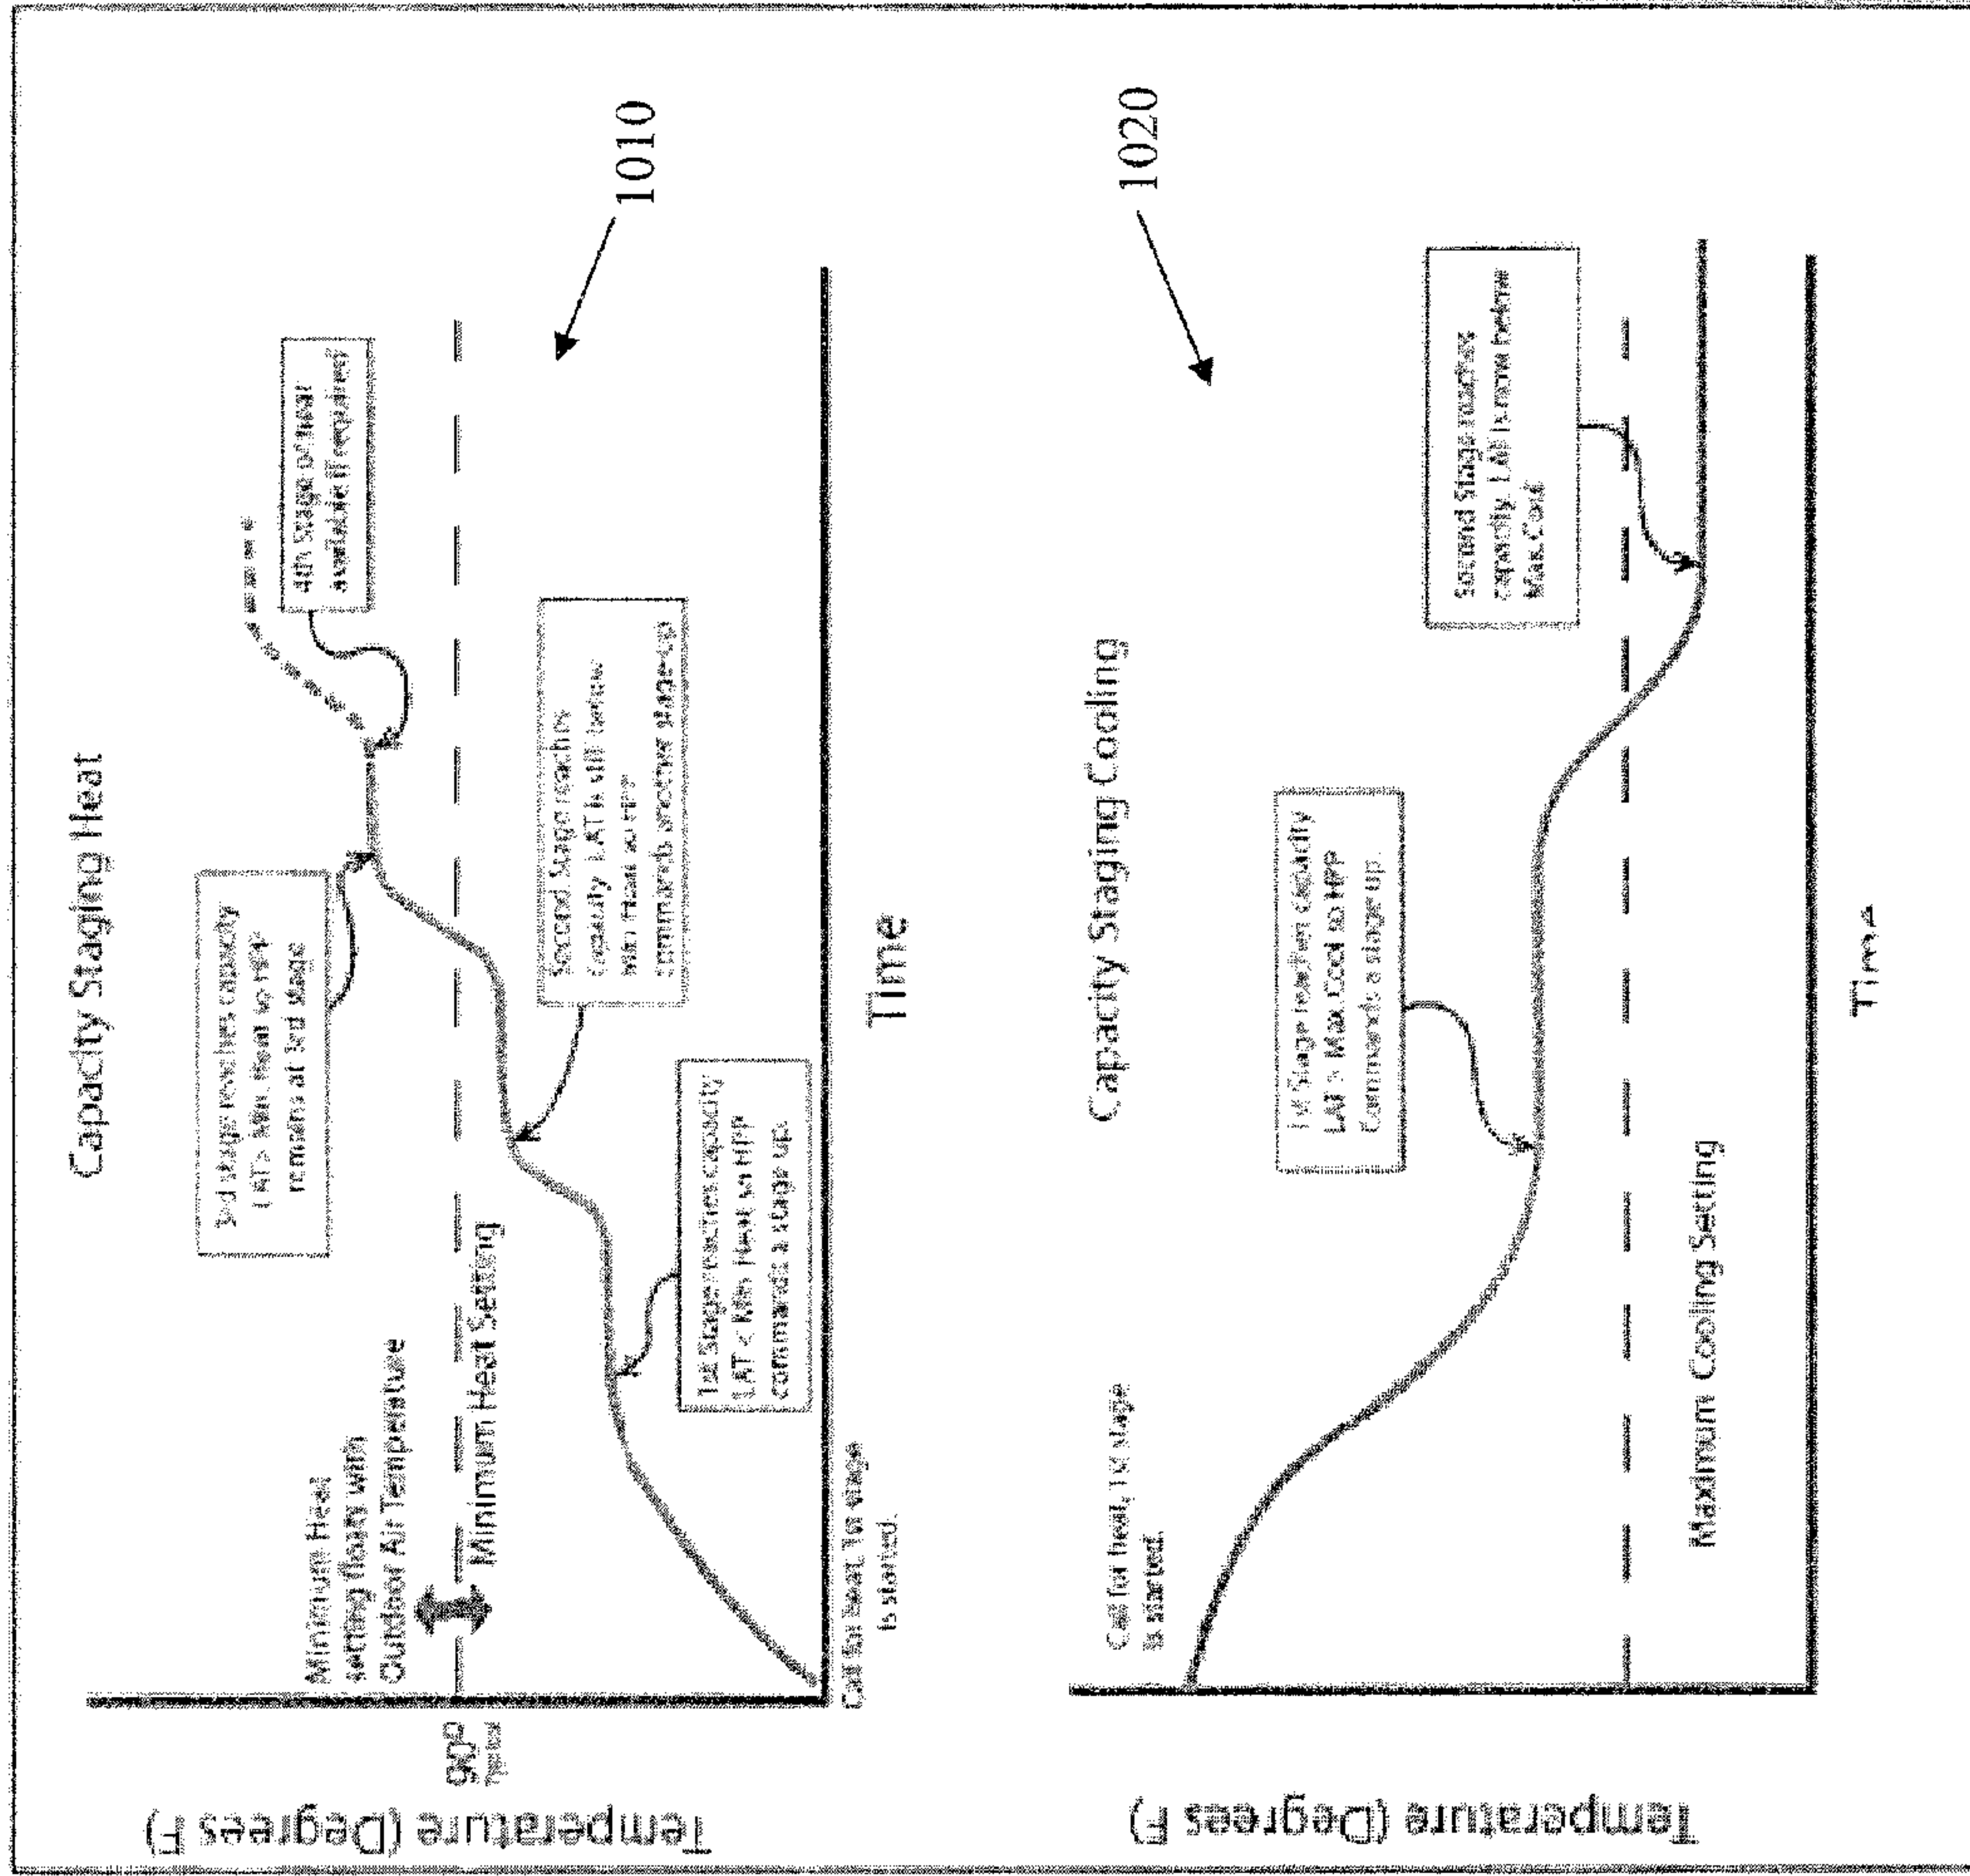 Capacity Staging Heat
3rd stage reaches capacity
LAT > Min. Heat so HPP
remains at 3rd stage
4th Stage of Heat
available if required
Minimum Heat
setting floats with
Outdoor Air Temperature
90°
Typical
Minimum Heat Setting
1010
Second Stage reaches
capacity. LAT is still below
Min. Heat so HPP
commands another stage-up
1st Stage reaches capacity
LAT < Min Heat so HPP
commands a stage up
Temperature (Degrees F)
Call for heat, 1st stage
is started.
Time
Capacity Staging Cooling
1020
Call for heat, 1st stage
is started.
1st Stage reaches capacity
LAT > Max. Cool so HPP
Commands a stage up.
Second Stage reaches
capacity. LAT is now below
Max. Cool.
Maximum Cooling Setting
Temperature (Degrees F)
Time